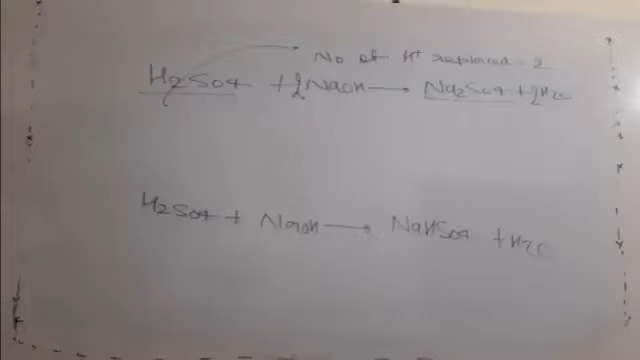 No of H+ replaced - 2
H2SO4 + 2NaOH → Na2SO4 + 2H2O
H2SO4 + NaOH → NaHSO4 + H2O